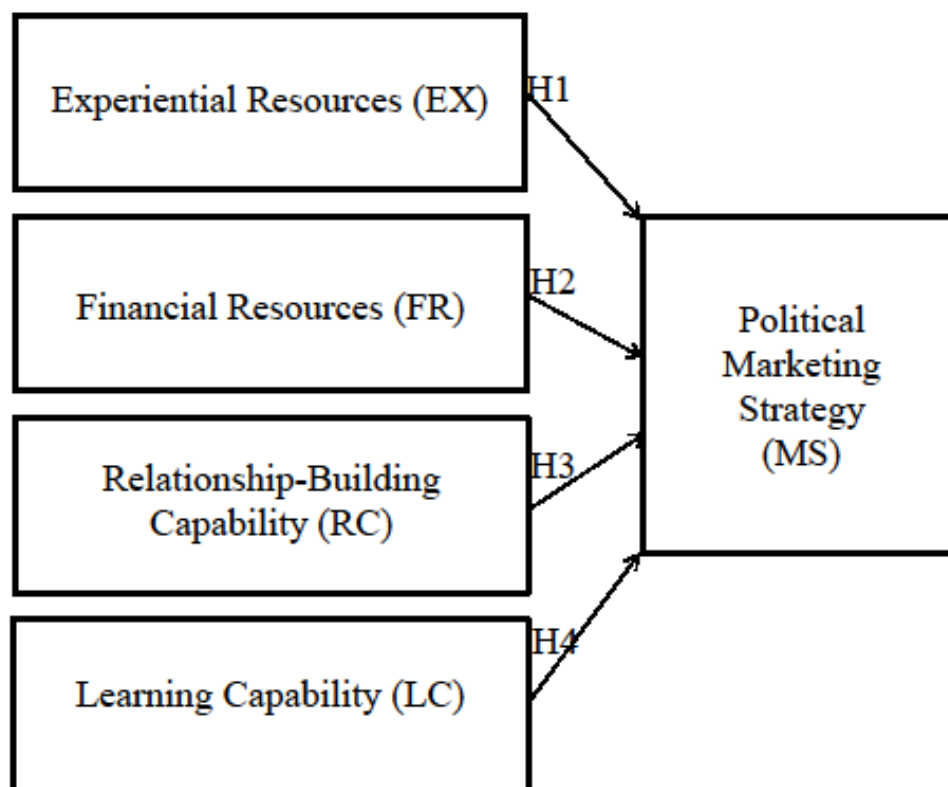 Experiential Resources (EX)
H1
Financial Resources (FR)
H2
Relationship-Building
Capability (RC)
H3
Learning Capability (LC)
H4
Political
Marketing
Strategy
(MS)